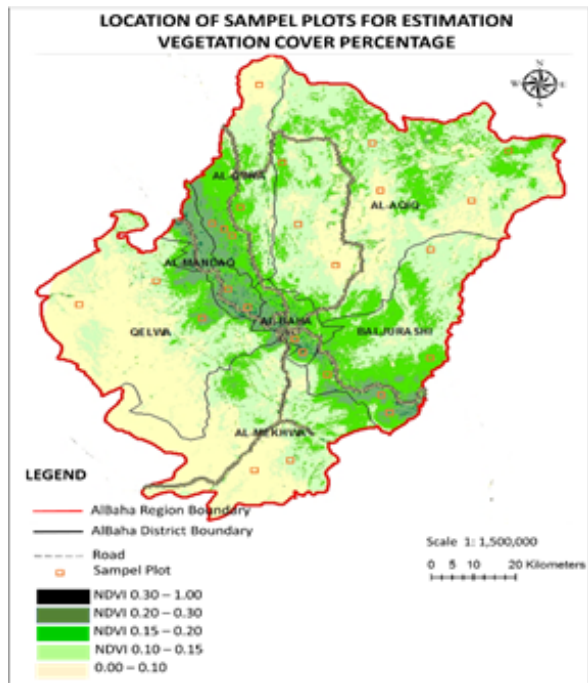 LOCATION OF SAMPEL PLOTS FOR ESTIMATION
VEGETATION COVER PERCENTAGE
N
W
E
S
AL-QURA
AL-AQIQ
AL-MANDAQ
QELWA
AL-BAHA
BALJURASHI
AL-MEKHWA
LEGEND
AlBaha Region Boundary
AlBaha District Boundary
Road
Sampel Plot
NDVI 0.30 – 1.00
NDVI 0.20 – 0.30
NDVI 0.15 – 0.20
NDVI 0.10 – 0.15
0.00 – 0.10
Scale 1: 1,500,000
0 5 10 20 Kilometers